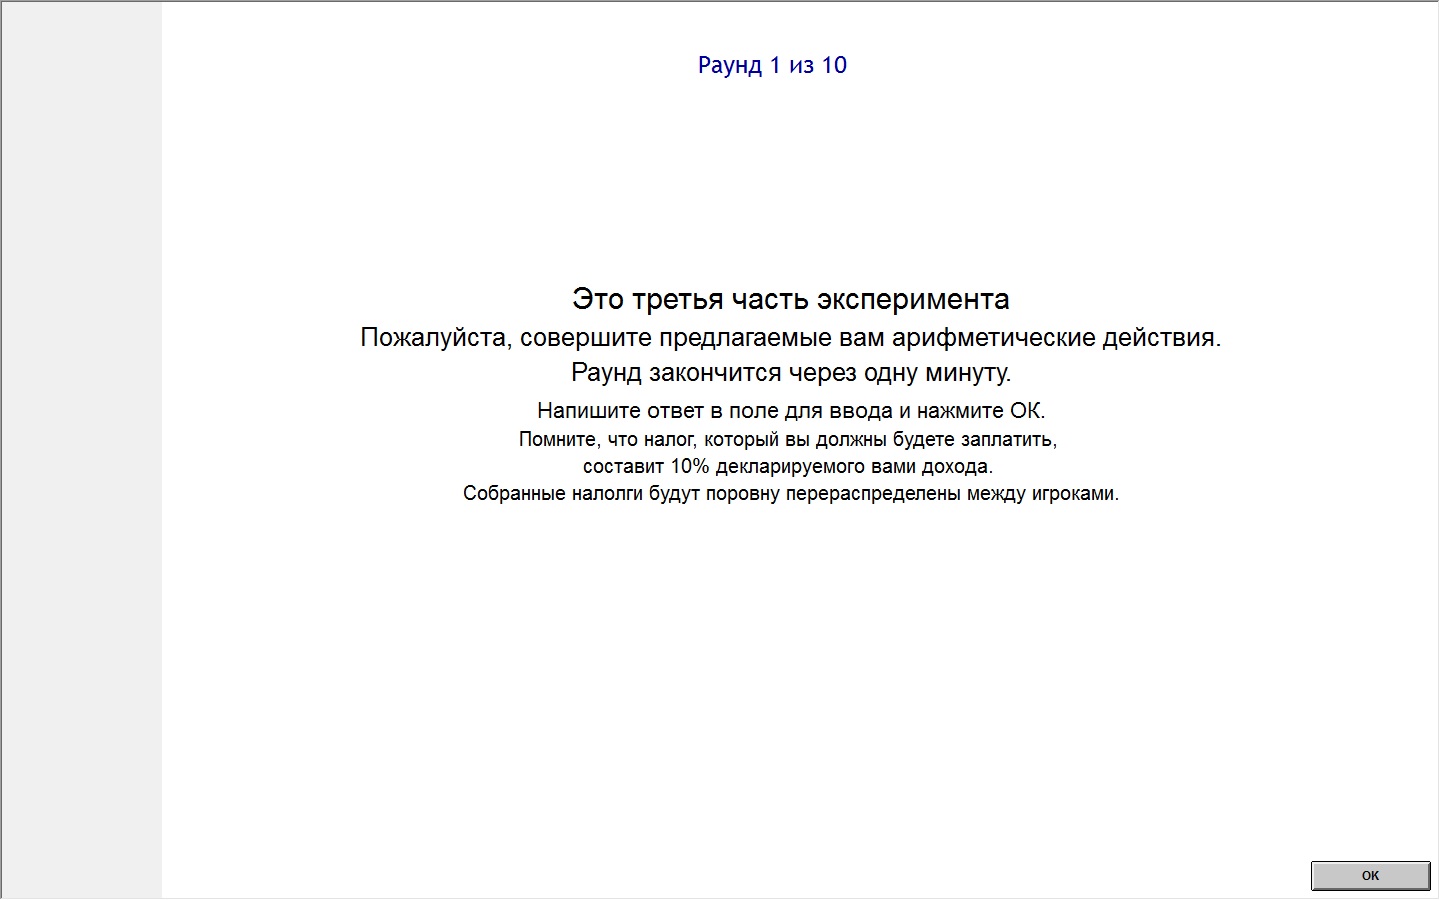 Раунд 1 из 10
Это третья часть эксперимента
Пожалуйста, совершите предлагаемые вам арифметические действия.
Раунд закончится через одну минуту.
Напишите ответ в поле для ввода и нажмите ОК.
Помните, что налог, который вы должны будете заплатить,
составит 10% декларируемого вами дохода.
Собранные налолги будут поровну перераспределены между игроками.
ОК